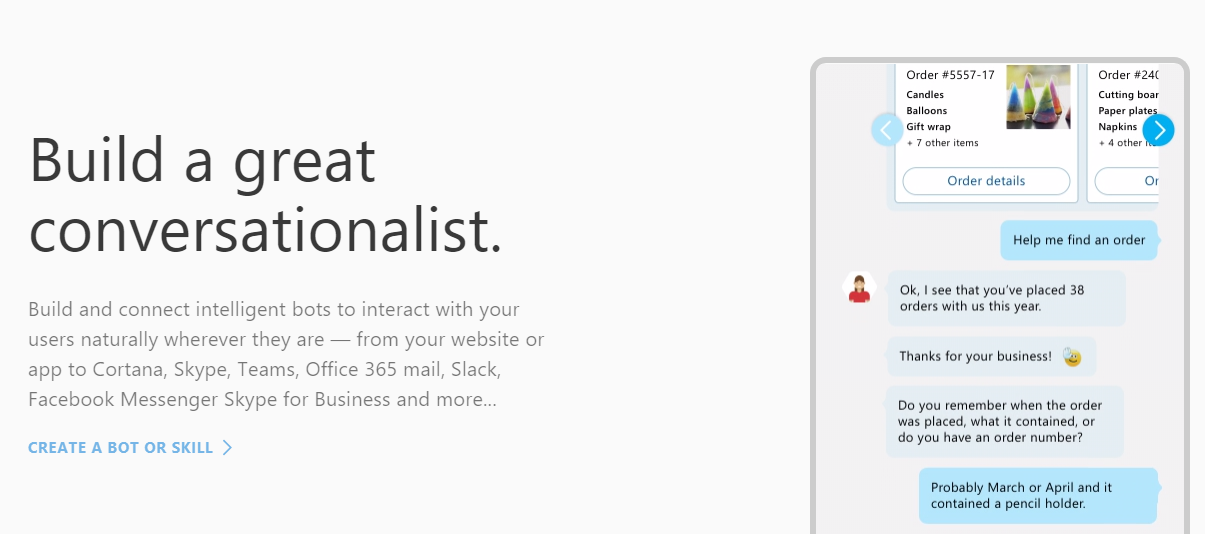 Build a great
conversationalist.
Build and connect intelligent bots to interact with your
users naturally wherever they are — from your website or
app to Cortana, Skype, Teams, Office 365 mail, Slack,
Facebook Messenger Skype for Business and more...
CREATE A BOT OR SKILL
Order #5557-17
Candles
Balloons
Gift wrap
+ 7 other items
Order details
Order #240
Cutting boar
Paper plates
Napkins
+ 4 other
Or
Help me find an order
Ok, I see that you've placed 38
orders with us this year.
Thanks for your business!
Do you remember when the order
was placed, what it contained, or
do you have an order number?
Probably March or April and it
contained a pencil holder.